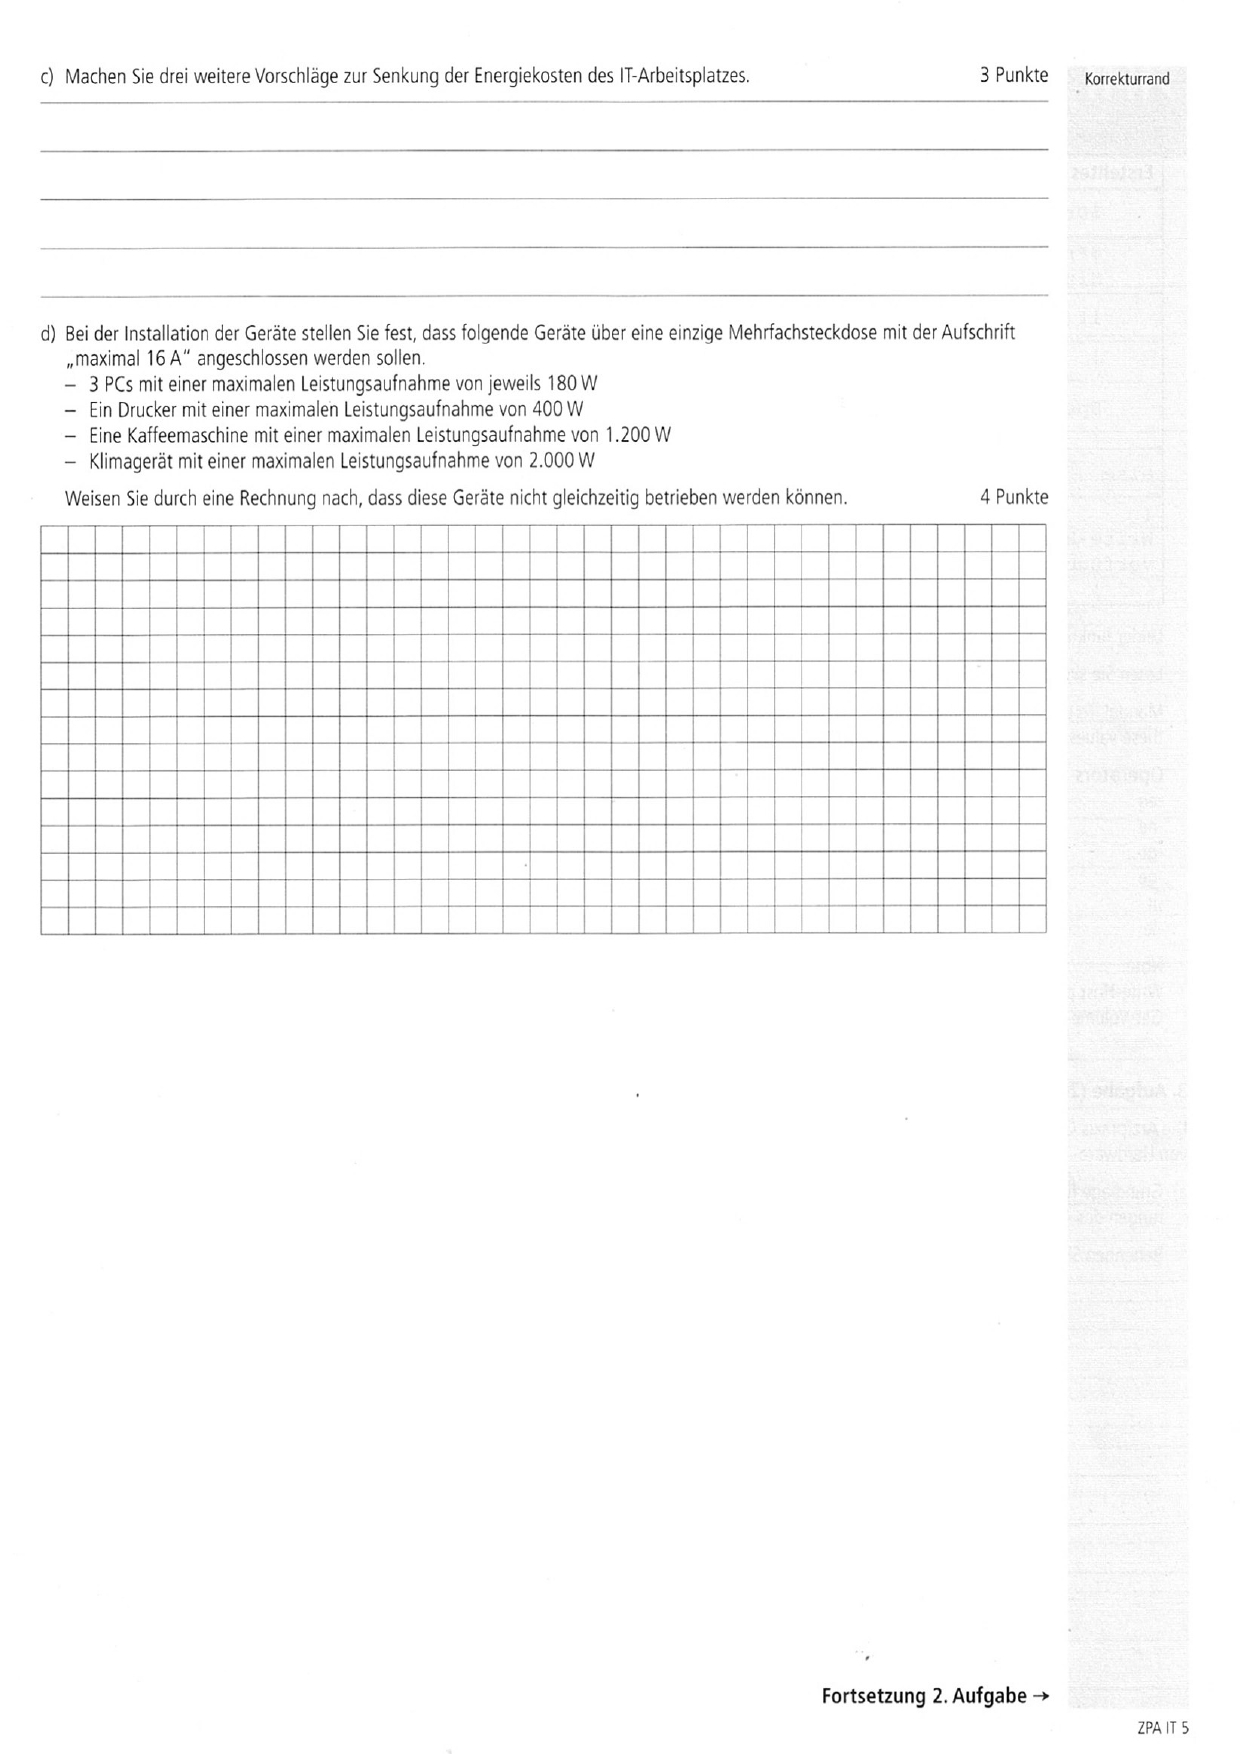 c) Machen Sie drei weitere Vorschläge zur Senkung der Energiekosten des IT-Arbeitsplatzes. 3 Punkte
Korrekturrand
d) Bei der Installation der Geräte stellen Sie fest, dass folgende Geräte über eine einzige Mehrfachsteckdose mit der Aufschrift
„maximal 16 A“ angeschlossen werden sollen.
– 3 PCs mit einer maximalen Leistungsaufnahme von jeweils 180 W
– Ein Drucker mit einer maximalen Leistungsaufnahme von 400 W
– Eine Kaffeemaschine mit einer maximalen Leistungsaufnahme von 1.200 W
– Klimagerät mit einer maximalen Leistungsaufnahme von 2.000 W
Weisen Sie durch eine Rechnung nach, dass diese Geräte nicht gleichzeitig betrieben werden können. 4 Punkte
Fortsetzung 2. Aufgabe →
ZPA IT 5